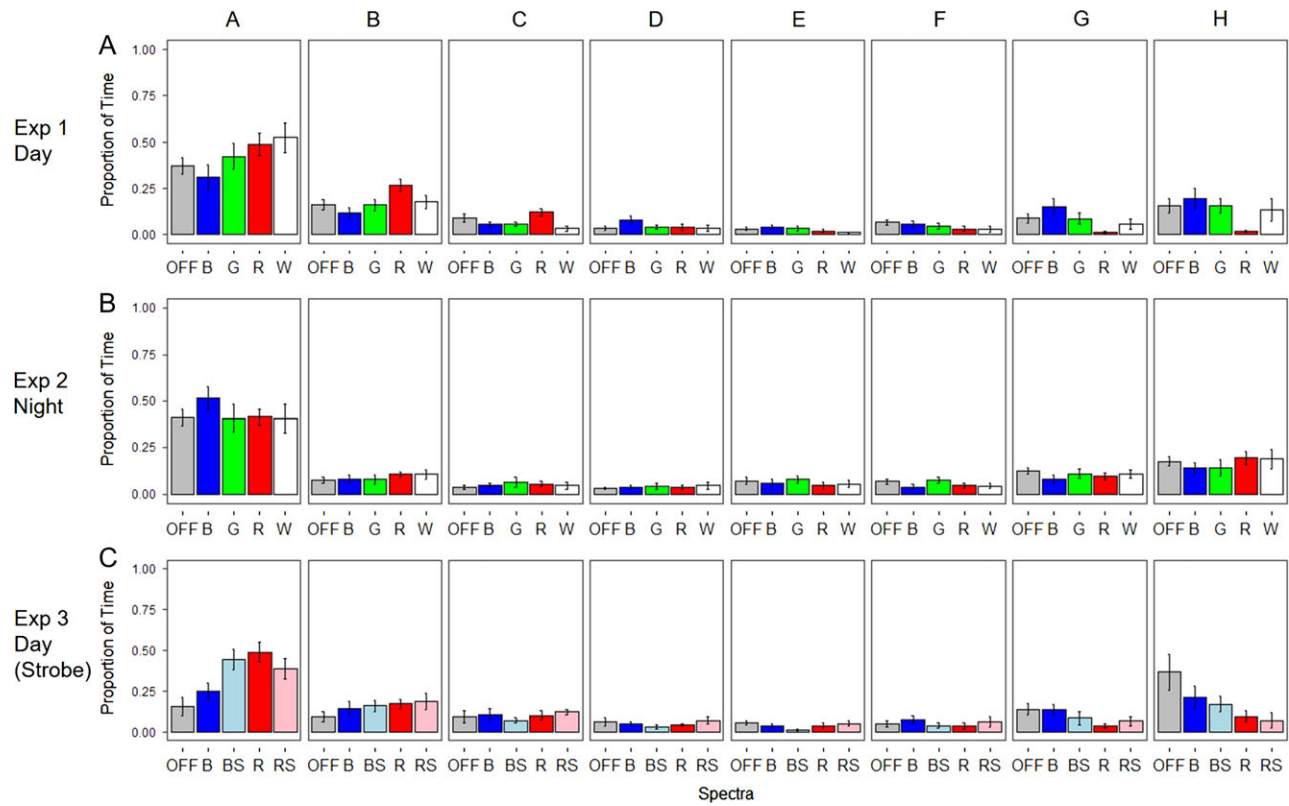 A B C D E F G H
A
Exp 1
Day
Proportion of Time
1.00
0.75
0.50
0.25
0.00
OFF B G R W OFF B G R W OFF B G R W OFF B G R W OFF B G R W OFF B G R W OFF B G R W OFF B G R W
B
Exp 2
Night
Proportion of Time
1.00
0.75
0.50
0.25
0.00
OFF B G R W OFF B G R W OFF B G R W OFF B G R W OFF B G R W OFF B G R W OFF B G R W OFF B G R W
C
Exp 3
Day
(Strobe)
Proportion of Time
1.00
0.75
0.50
0.25
0.00
OFF B BS R RS OFF B BS R RS OFF B BS R RS OFF B BS R RS OFF B BS R RS OFF B BS R RS OFF B BS R RS OFF B BS R RS
Spectra